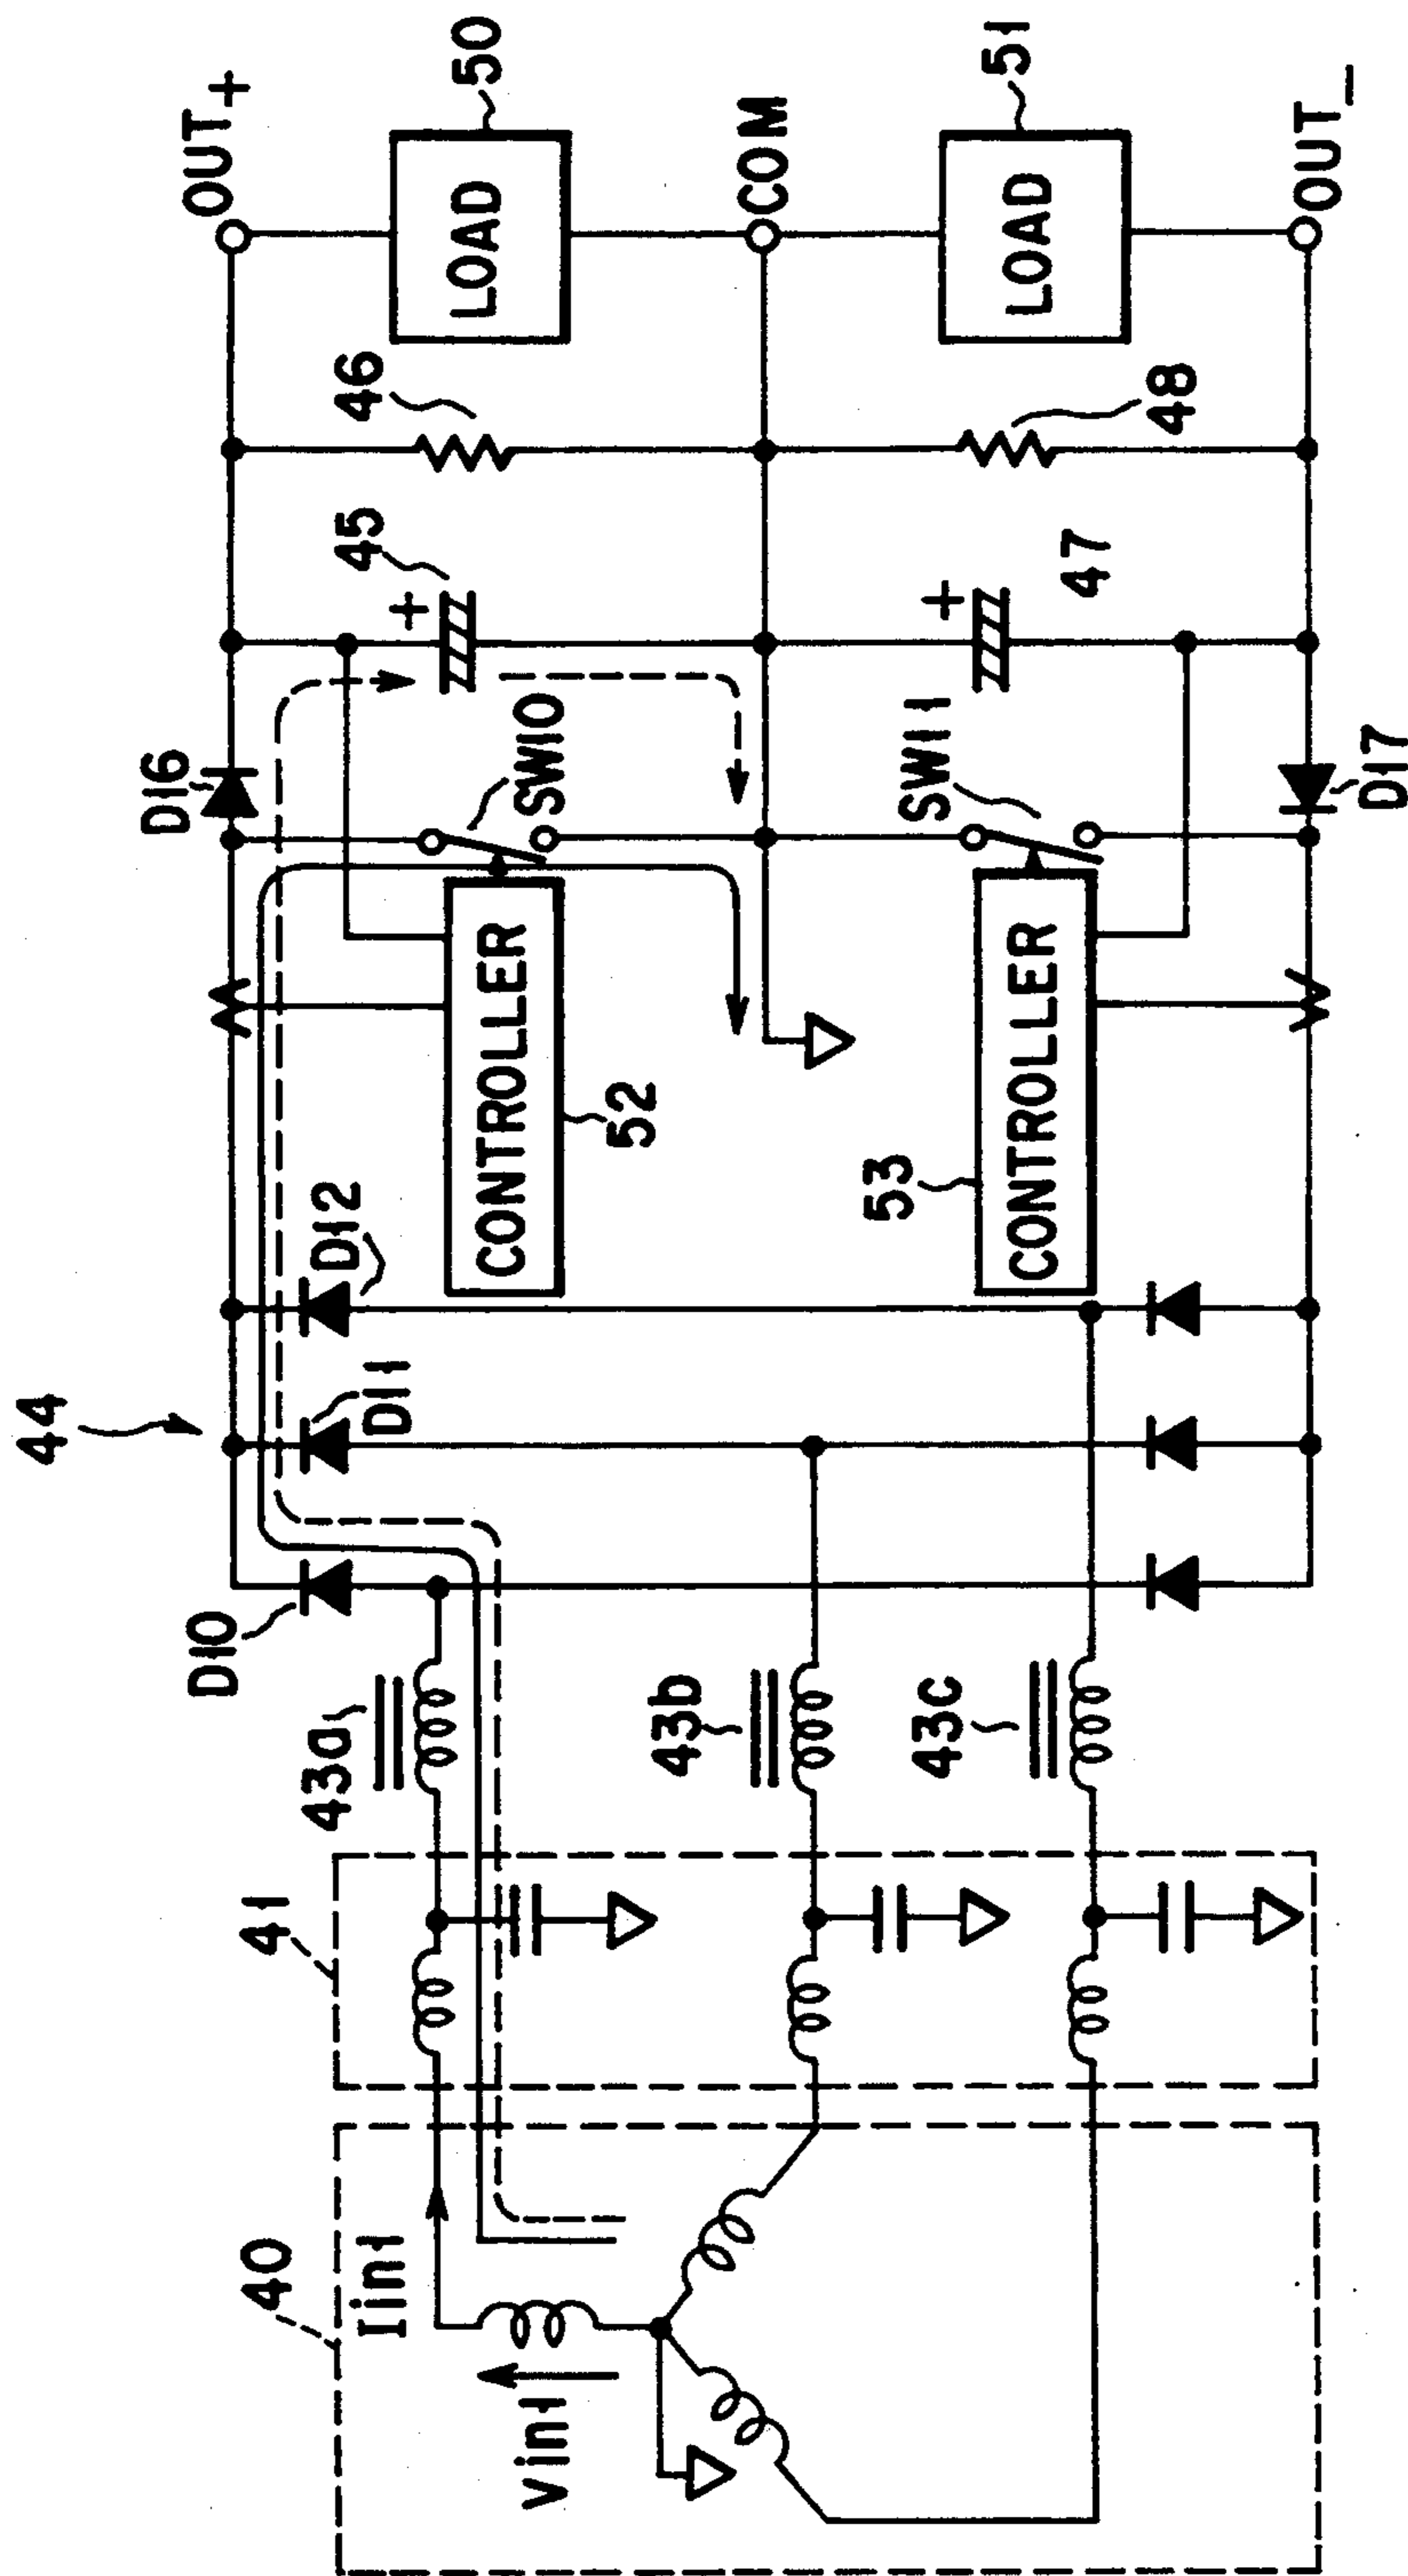 40
Vin1
Iin1
41
43a
43b
43c
44
D10
D11
D12
CONTROLLER
52
53
CONTROLLER
D16
SW10
SW11
D17
+
45
+
47
46
48
OUT+
LOAD
50
COM
LOAD
51
OUT_